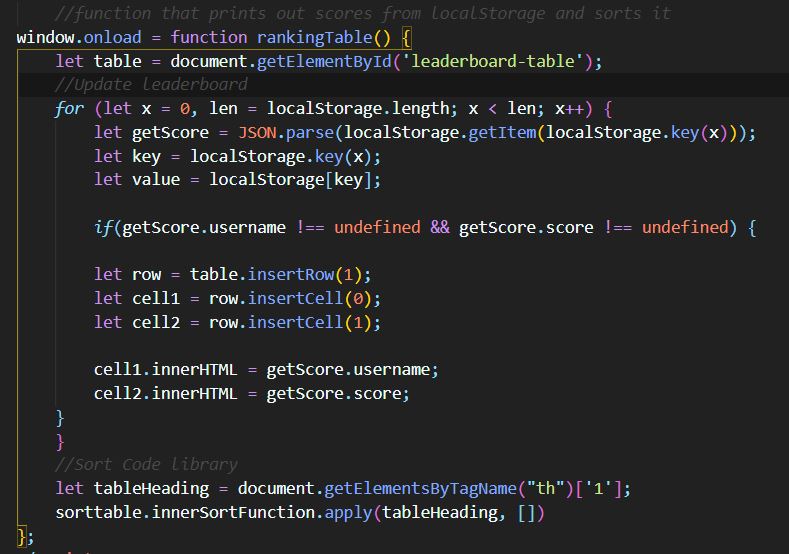 //function that prints out scores from localStorage and sorts it
window.onload = function rankingTable() {
let table = document.getElementById('leaderboard-table');
//Update leaderboard
for (let x = 0, len = localStorage.length; x < len; x++) {
let getScore = JSON.parse(localStorage.getItem(localStorage.key(x)));
let key = localStorage.key(x);
let value = localStorage[key];
if(getScore.username !== undefined && getScore.score !== undefined) {
let row = table.insertRow(1);
let cell1 = row.insertCell(0);
let cell2 = row.insertCell(1);
cell1.innerHTML = getScore.username;
cell2.innerHTML = getScore.score;
}
}
//Sort Code library
let tableHeading = document.getElementsByTagName("th")['1'];
sorttable.innerSortFunction.apply(tableHeading, [])
};